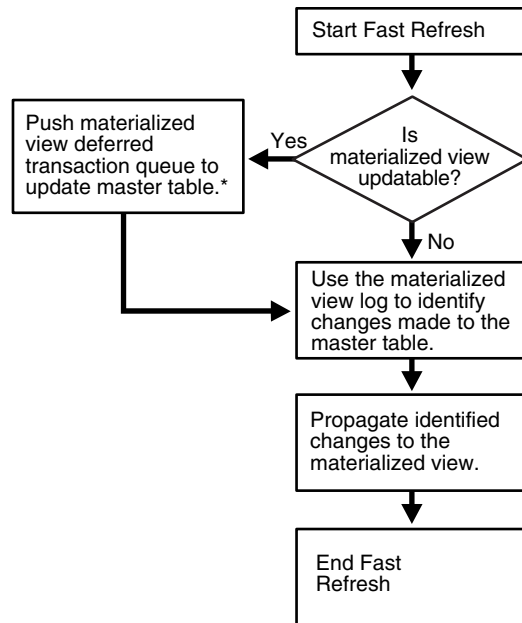 Start Fast Refresh
Is
materialized view
updatable?
Yes
Push materialized
view deferred
transaction queue to
update master table.*
No
Use the materialized
view log to identify
changes made to the
master table.
Propagate identified
changes to the
materialized view.
End Fast
Refresh